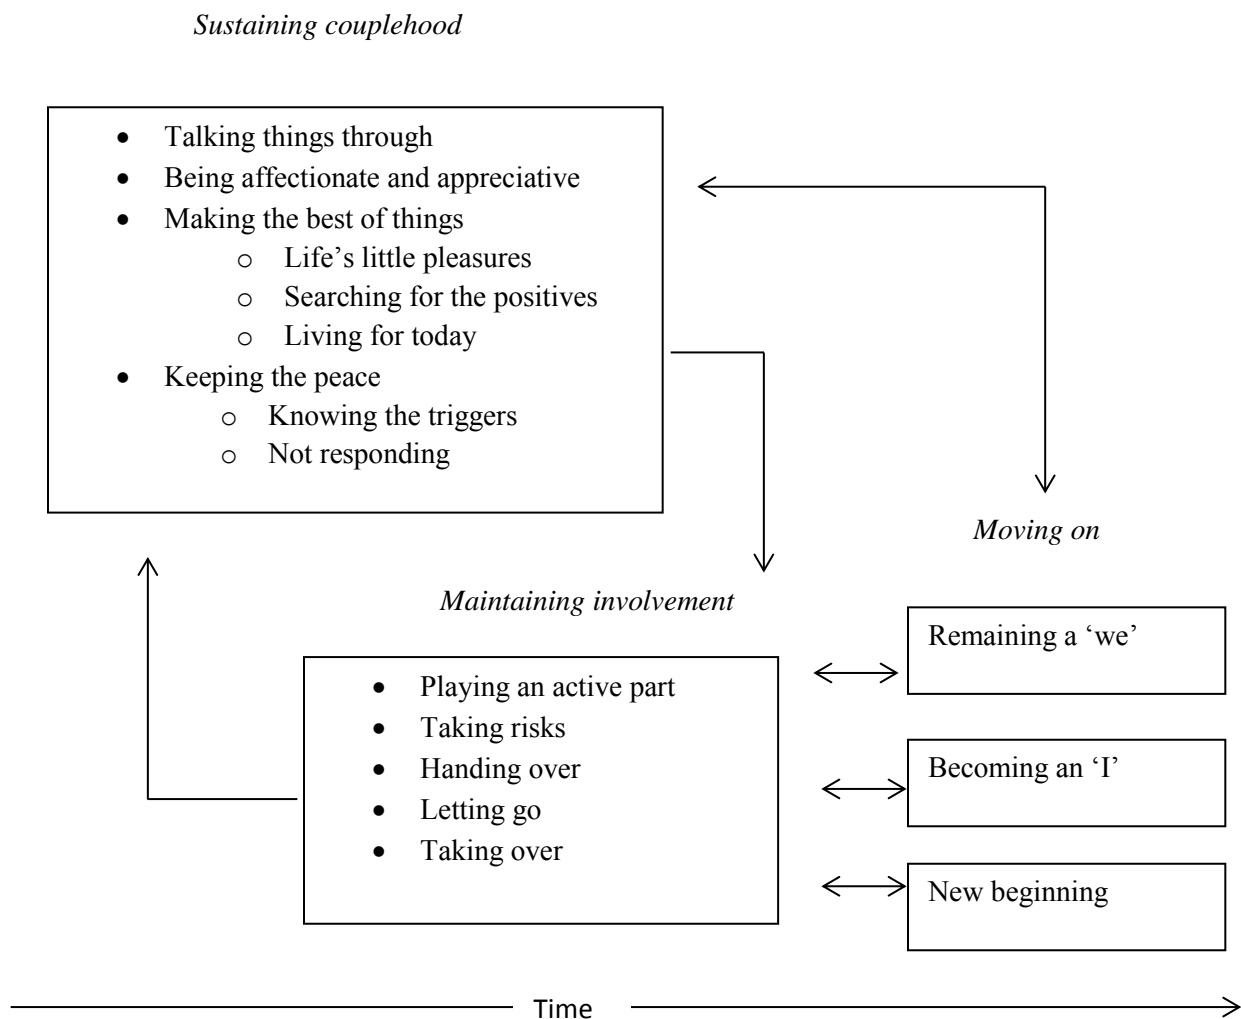 Sustaining couplehood
• Talking things through
• Being affectionate and appreciative
• Making the best of things
o Life’s little pleasures
o Searching for the positives
o Living for today
• Keeping the peace
o Knowing the triggers
o Not responding
Moving on
Maintaining involvement
• Playing an active part
• Taking risks
• Handing over
• Letting go
• Taking over
Remaining a ‘we’
Becoming an ‘I’
New beginning
Time